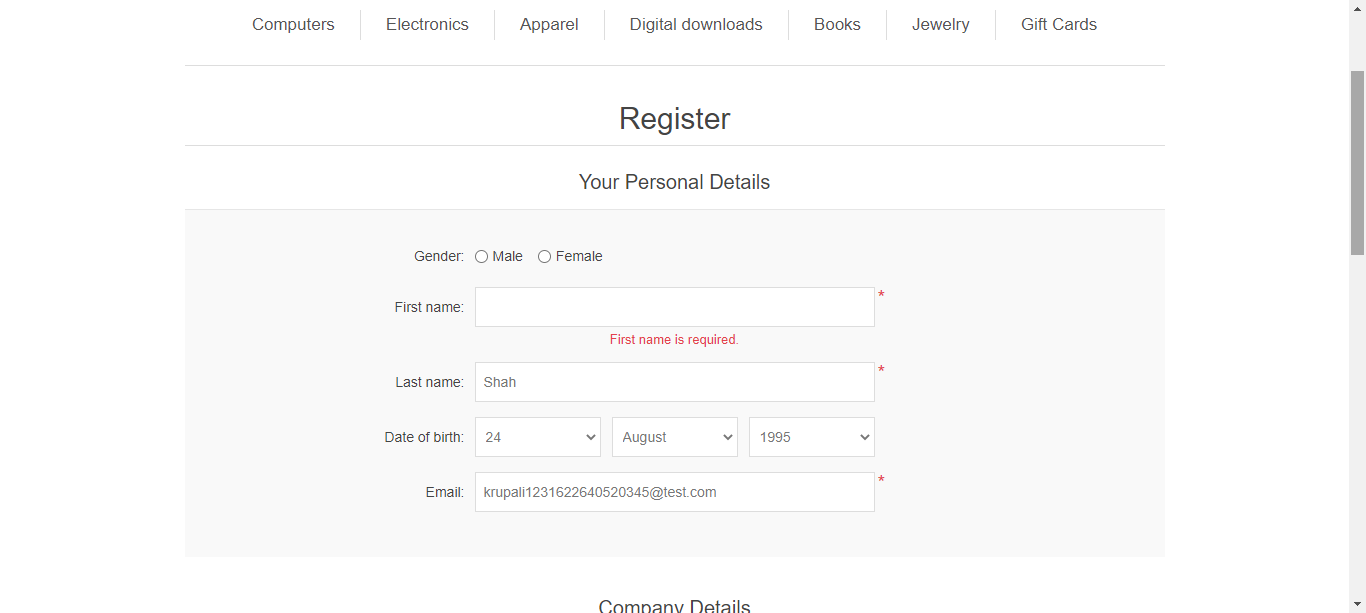 Computers Electronics Apparel Digital downloads Books Jewelry Gift Cards
Register
Your Personal Details
Gender: Male Female
First name: *
First name is required.
Last name: Shah *
Date of birth: 24 August 1995
Email: krupali1231622640520345@test.com *
Company Details